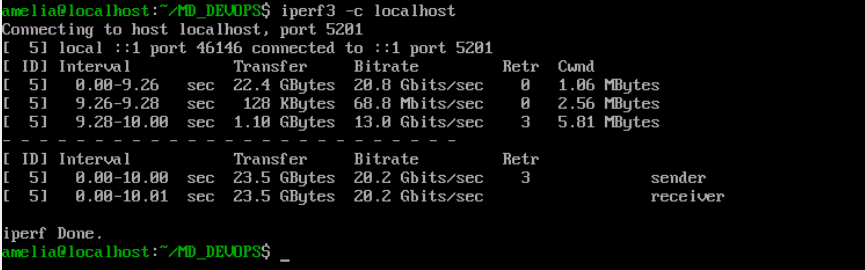 amelia@localhost:~/MD_DEVOPS$ iperf3 -c localhost
Connecting to host localhost, port 5201
[  5] local ::1 port 46146 connected to ::1 port 5201
[ ID] Interval           Transfer     Bitrate         Retr  Cwnd
[  5]   0.00-9.26   sec  22.4 GBytes  20.8 Gbits/sec    0   1.06 MBytes
[  5]   9.26-9.28   sec   128 KBytes  68.8 Mbits/sec    0   2.56 MBytes
[  5]   9.28-10.00  sec  1.10 GBytes  13.0 Gbits/sec    3   5.81 MBytes
- - - - - - - - - - - - - - - - - - - - - - - - -
[ ID] Interval           Transfer     Bitrate         Retr
[  5]   0.00-10.00  sec  23.5 GBytes  20.2 Gbits/sec    3             sender
[  5]   0.00-10.01  sec  23.5 GBytes  20.2 Gbits/sec                  receiver
iperf Done.
amelia@localhost:~/MD_DEVOPS$ _